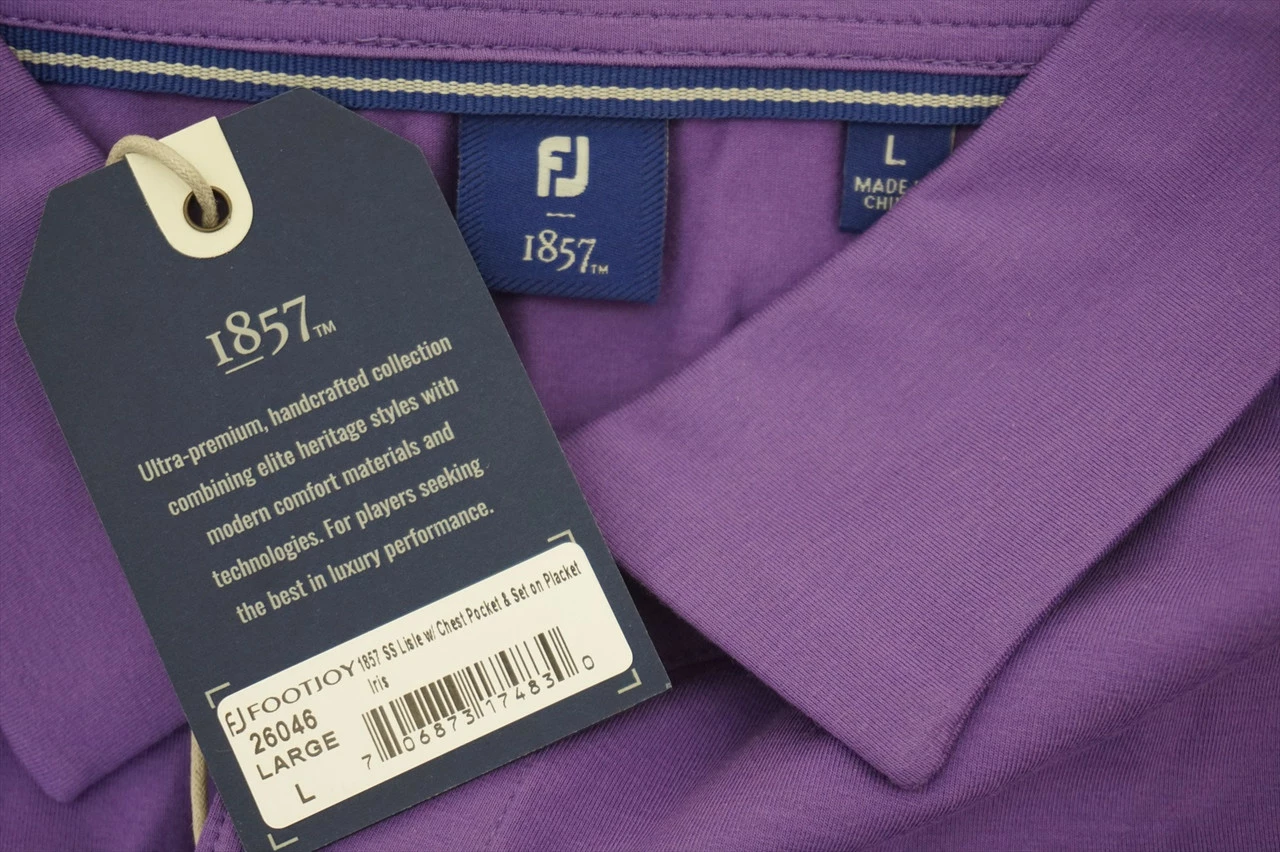 FJ
1857™
L
MADE
1857™
Ultra-premium, handcrafted collection
combining elite heritage styles with
modern comfort materials and
technologies. For players seeking
the best in luxury performance.
FJ FOOTJOY
1857 SS Lisle w/ Chest Pocket & Set on Placket
Iris
26046
LARGE
L
7 06873 17483 0